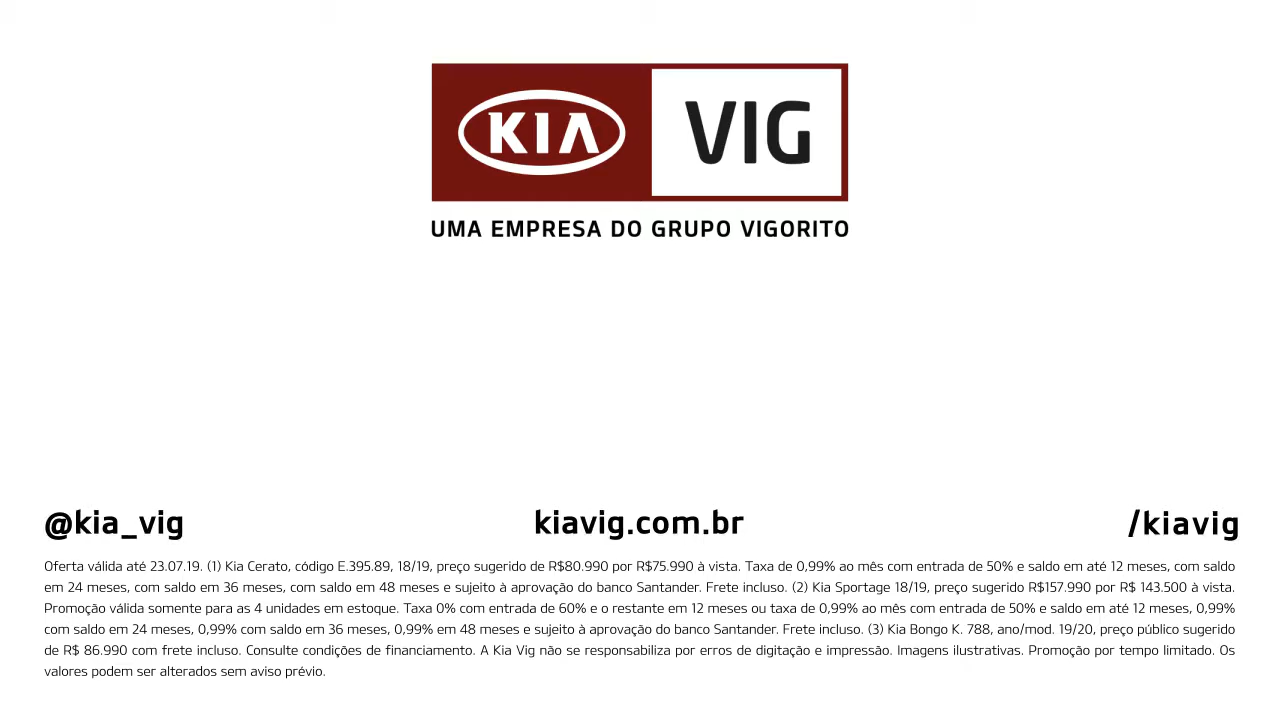 KIA VIG
UMA EMPRESA DO GRUPO VIGORITO
@kia_vig kiavig.com.br /kiavig
Oferta válida até 23.07.19. (1) Kia Cerato, código E.395.89, 18/19, preço sugerido de R$80.990 por R$75.990 à vista. Taxa de 0,99% ao mês com entrada de 50% e saldo em até 12 meses, com saldo
em 24 meses, com saldo em 36 meses, com saldo em 48 meses e sujeito à aprovação do banco Santander. Frete incluso. (2) Kia Sportage 18/19, preço sugerido R$157.990 por R$ 143.500 à vista.
Promoção válida somente para as 4 unidades em estoque. Taxa 0% com entrada de 60% e o restante em 12 meses ou taxa de 0,99% ao mês com entrada de 50% e saldo em até 12 meses, 0,99%
com saldo em 24 meses, 0,99% com saldo em 36 meses, 0,99% em 48 meses e sujeito à aprovação do banco Santander. Frete incluso. (3) Kia Bongo K. 788, ano/mod. 19/20, preço público sugerido
de R$ 86.990 com frete incluso. Consulte condições de financiamento. A Kia Vig não se responsabiliza por erros de digitação e impressão. Imagens ilustrativas. Promoção por tempo limitado. Os
valores podem ser alterados sem aviso prévio.